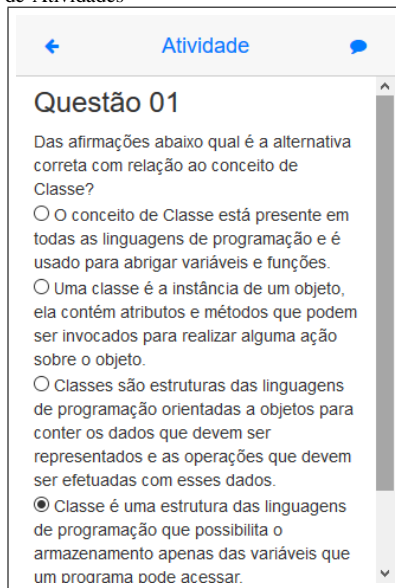 de Atividades
Atividade
Questão 01
Das afirmações abaixo qual é a alternativa
correta com relação ao conceito de
Classe?
O conceito de Classe está presente em
todas as linguagens de programação e é
usado para abrigar variáveis e funções.
Uma classe é a instância de um objeto,
ela contém atributos e métodos que podem
ser invocados para realizar alguma ação
sobre o objeto.
Classes são estruturas das linguagens
de programação orientadas a objetos para
conter os dados que devem ser
representados e as operações que devem
ser efetuadas com esses dados.
Classe é uma estrutura das linguagens
de programação que possibilita o
armazenamento apenas das variáveis que
um programa pode acessar.